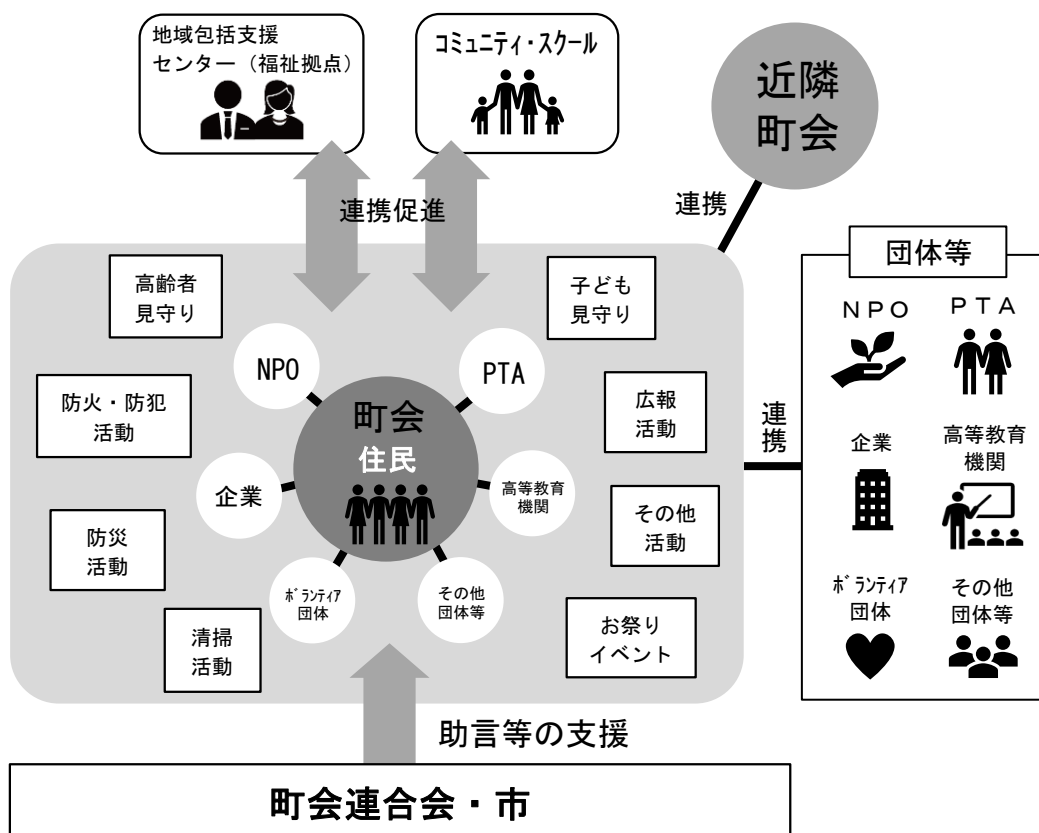 地域包括支援
センター（福祉拠点）
コミュニティ・スクール
近隣
町会
連携促進
連携
団体等
NPO
PTA
企業
高等教育
機関
ボランティア
団体
その他
団体等
連携
高齢者
見守り
子ども
見守り
NPO
PTA
防火・防犯
活動
町会
住民
広報
活動
企業
高等教育
機関
防災
活動
その他
活動
ボランティア
団体
その他
団体等
清掃
活動
お祭り
イベント
助言等の支援
町会連合会・市